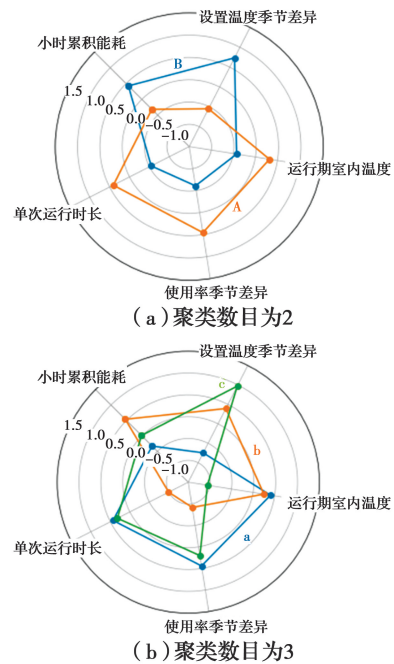 设置温度季节差异
小时累积能耗
B
1.5
1.0
0.5
0.0
-0.5
-1.0
运行期室内温度
A
单次运行时长
使用率季节差异
(a)聚类数目为2
设置温度季节差异
小时累积能耗
c
1.5
1.0
0.5
0.0
-0.5
-1.0
b
运行期室内温度
a
单次运行时长
使用率季节差异
(b)聚类数目为3